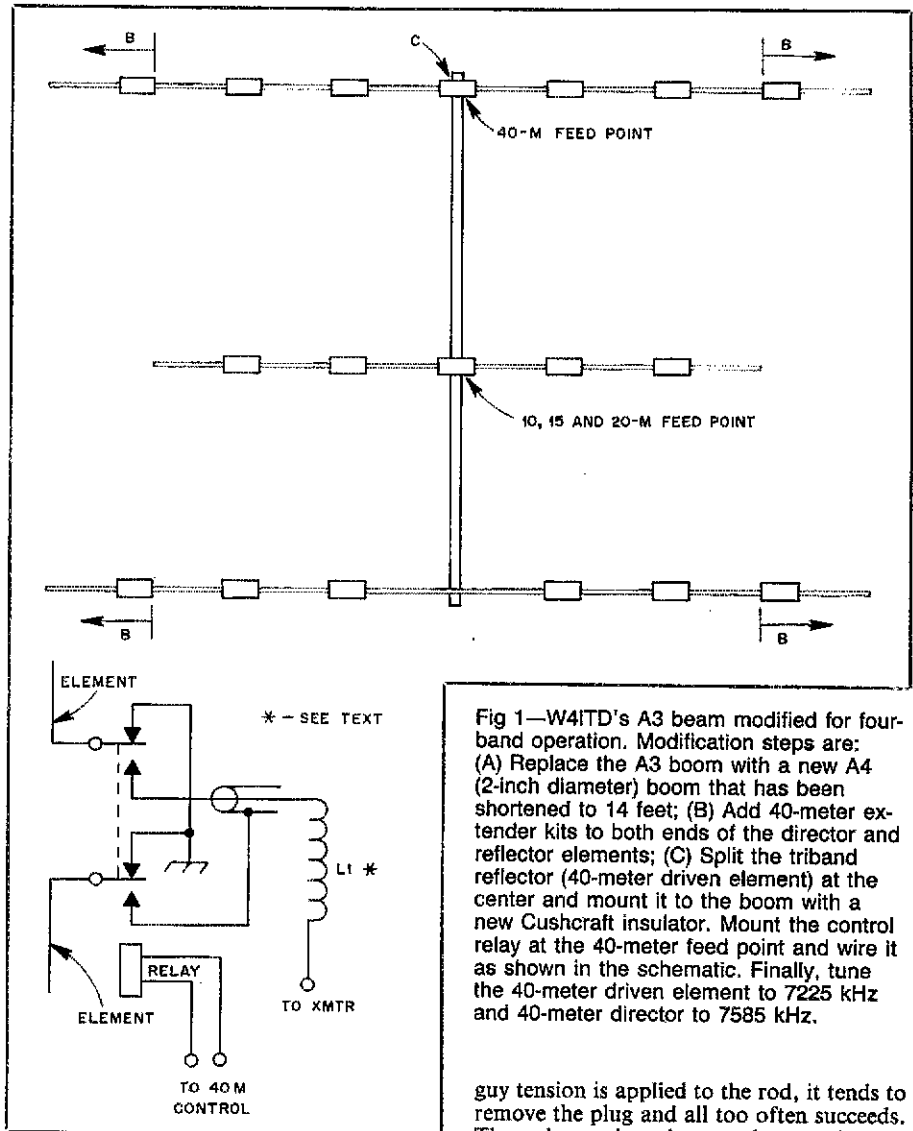 B
C
B
40-M FEED POINT
10, 15 AND 20-M FEED POINT
B
B
ELEMENT
* – SEE TEXT
L1 *
RELAY
ELEMENT
TO XMTR
TO 40M
CONTROL
Fig 1—W4ITD's A3 beam modified for four-
band operation. Modification steps are:
(A) Replace the A3 boom with a new A4
(2-inch diameter) boom that has been
shortened to 14 feet; (B) Add 40-meter ex-
tender kits to both ends of the director and
reflector elements; (C) Split the triband
reflector (40-meter driven element) at the
center and mount it to the boom with a
new Cushcraft insulator. Mount the control
relay at the 40-meter feed point and wire it
as shown in the schematic. Finally, tune
the 40-meter driven element to 7225 kHz
and 40-meter director to 7585 kHz.
guy tension is applied to the rod, it tends to
remove the plug and all too often succeeds.